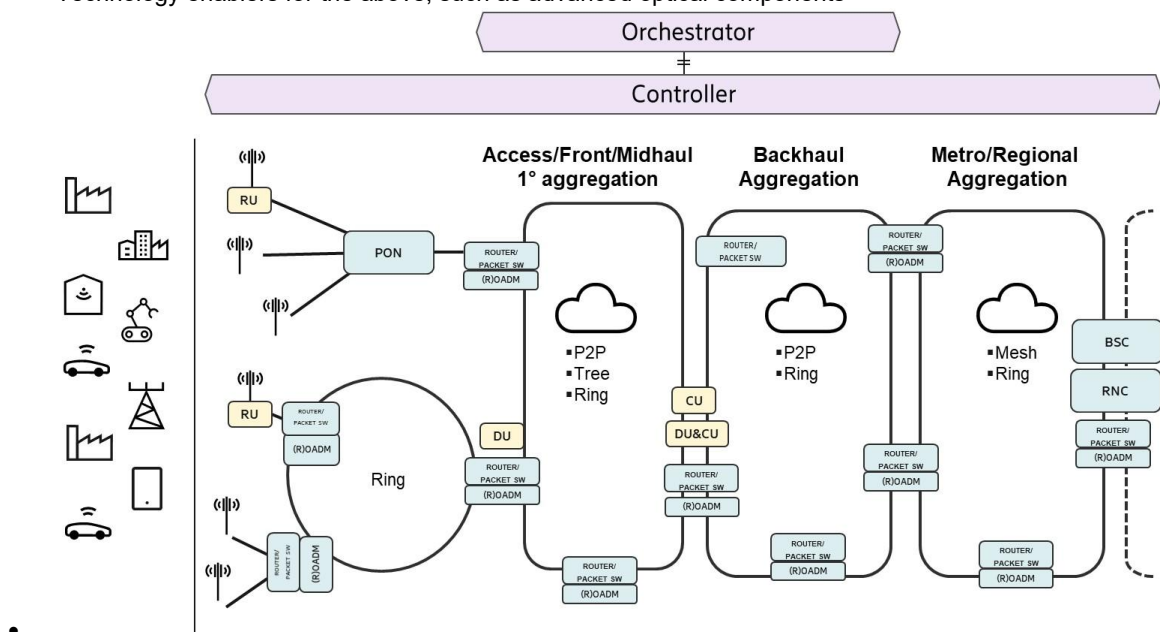 Technology enablers for the above, such as advanced optical components
Orchestrator
Controller
Access/Front/Midhaul
1° aggregation
Backhaul
Aggregation
Metro/Regional
Aggregation
RU
PON
ROUTER/
PACKET SW
(R)OADM
ROUTER/
PACKET SW
ROUTER/
PACKET SW
(R)OADM
▪P2P
▪Tree
▪Ring
▪P2P
▪Ring
▪Mesh
▪Ring
BSC
RNC
RU
ROUTER/
PACKET SW
(R)OADM
Ring
DU
ROUTER/
PACKET SW
(R)OADM
CU
DU&CU
ROUTER/
PACKET SW
(R)OADM
ROUTER/
PACKET SW
(R)OADM
ROUTER/
PACKET SW
(R)OADM
ROUTER/
PACKET SW
(R)OADM
ROUTER/
PACKET SW
(R)OADM
ROUTER/
PACKET SW
(R)OADM
ROUTER/
PACKET SW
(R)OADM